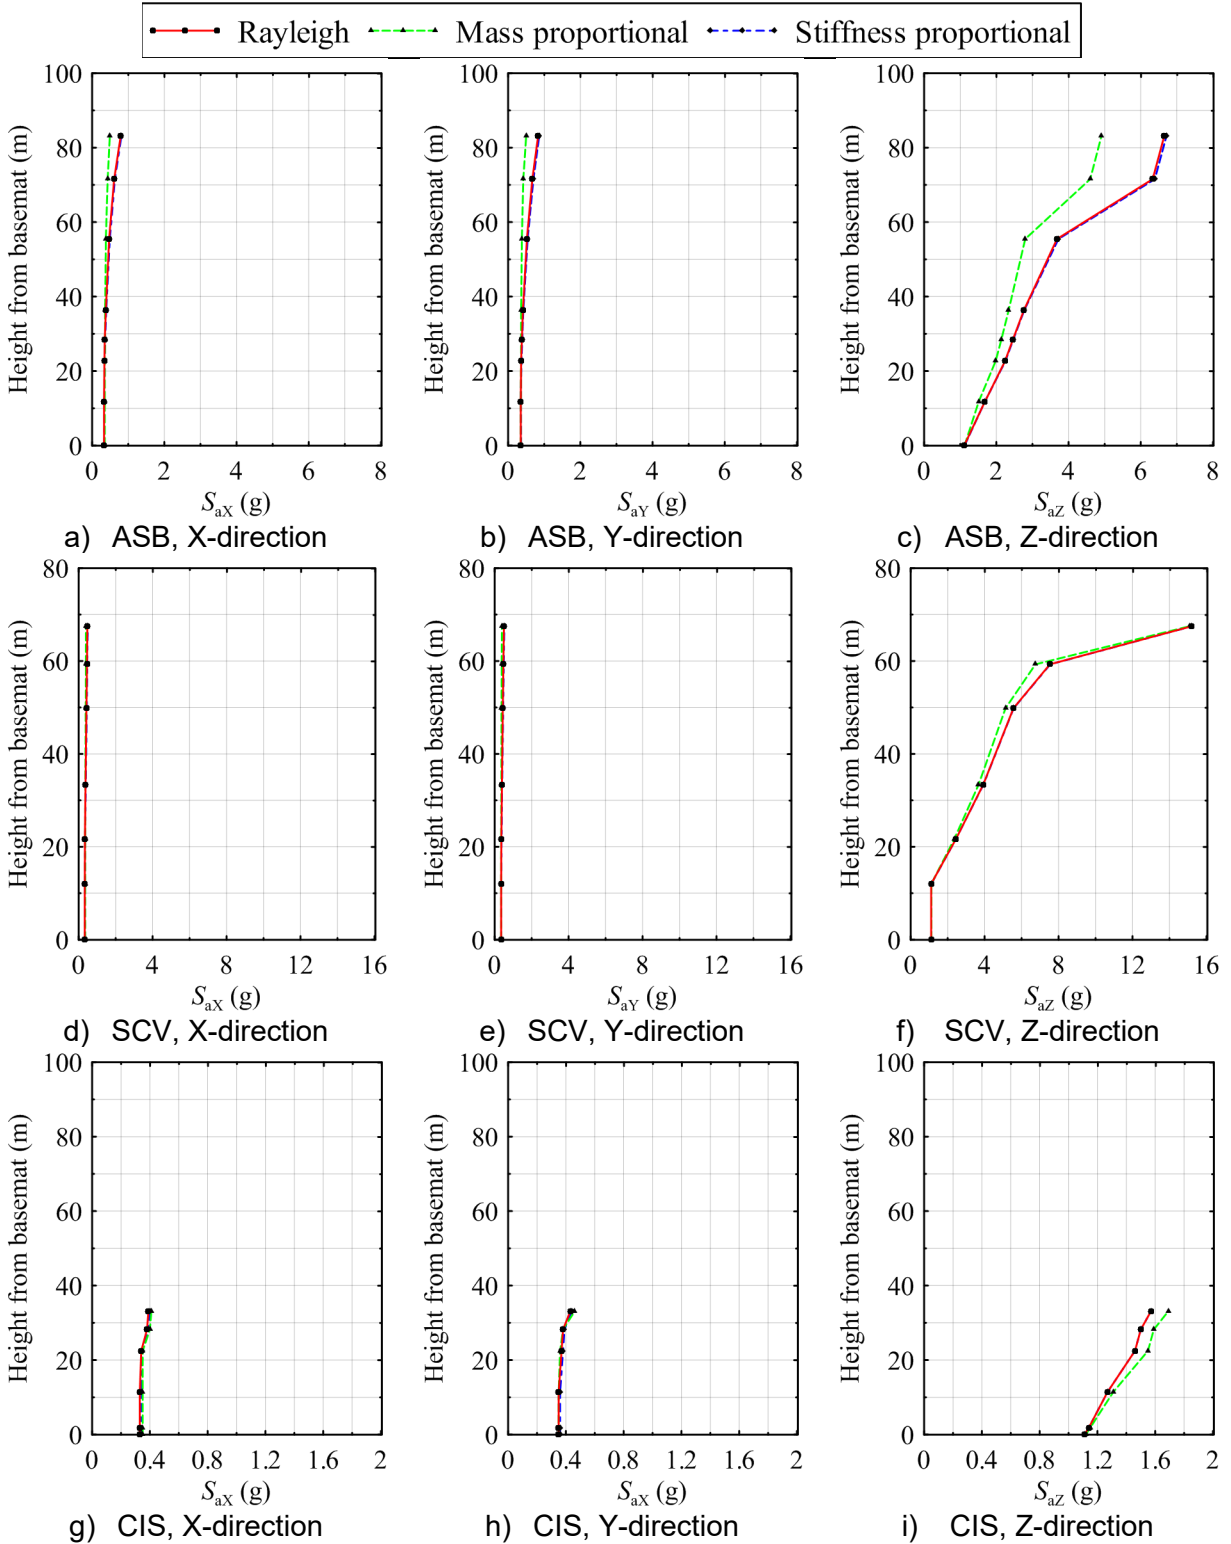 Rayleigh Mass proportional Stiffness proportional
100
80
60
40
20
0
Height from basemat (m)
0 2 4 6 8
SaX (g)
a) ASB, X-direction
100
80
60
40
20
0
Height from basemat (m)
0 2 4 6 8
SaY (g)
b) ASB, Y-direction
100
80
60
40
20
0
Height from basemat (m)
0 2 4 6 8
SaZ (g)
c) ASB, Z-direction
80
60
40
20
0
Height from basemat (m)
0 4 8 12 16
SaX (g)
d) SCV, X-direction
80
60
40
20
0
Height from basemat (m)
0 4 8 12 16
SaY (g)
e) SCV, Y-direction
80
60
40
20
0
Height from basemat (m)
0 4 8 12 16
SaZ (g)
f) SCV, Z-direction
100
80
60
40
20
0
Height from basemat (m)
0 0.4 0.8 1.2 1.6 2
SaX (g)
g) CIS, X-direction
100
80
60
40
20
0
Height from basemat (m)
0 0.4 0.8 1.2 1.6 2
SaX (g)
h) CIS, Y-direction
100
80
60
40
20
0
Height from basemat (m)
0 0.4 0.8 1.2 1.6 2
SaZ (g)
i) CIS, Z-direction